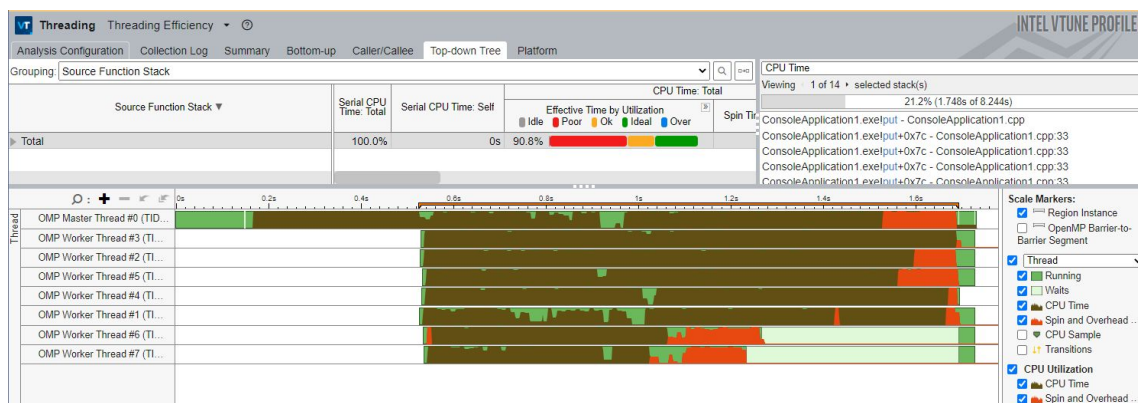 Threading Threading Efficiency
INTEL VTUNE PROFILE
Analysis Configuration Collection Log Summary Bottom-up Caller/Callee Top-down Tree Platform
Grouping: Source Function Stack
CPU Time
Viewing 1 of 14 selected stack(s)
21.2% (1.748s of 8.244s)
Source Function Stack
Serial CPU Time: Total
Serial CPU Time: Self
CPU Time: Total
Effective Time by Utilization
Idle Poor Ok Ideal Over
Spin Tir
Total 100.0% 0s 90.8%
ConsoleApplication1.exe!put - ConsoleApplication1.cpp
ConsoleApplication1.exe!put+0x7c - ConsoleApplication1.cpp:33
ConsoleApplication1.exe!put+0x7c - ConsoleApplication1.cpp:33
ConsoleApplication1.exe!put+0x7c - ConsoleApplication1.cpp:33
ConsoleApplication1.exe!put+0x7c - ConsoleApplication1.cpp:33
0s 0.2s 0.4s 0.6s 0.8s 1s 1.2s 1.4s 1.6s
Thread
OMP Master Thread #0 (TID...
OMP Worker Thread #3 (TI...
OMP Worker Thread #2 (TI...
OMP Worker Thread #5 (TI...
OMP Worker Thread #4 (TI...
OMP Worker Thread #1 (TI...
OMP Worker Thread #6 (TI...
OMP Worker Thread #7 (TI...
Scale Markers:
Region Instance
OpenMP Barrier-to-
Barrier Segment
Thread
Running
Waits
CPU Time
Spin and Overhead ...
CPU Sample
Transitions
CPU Utilization
CPU Time
Spin and Overhead ...